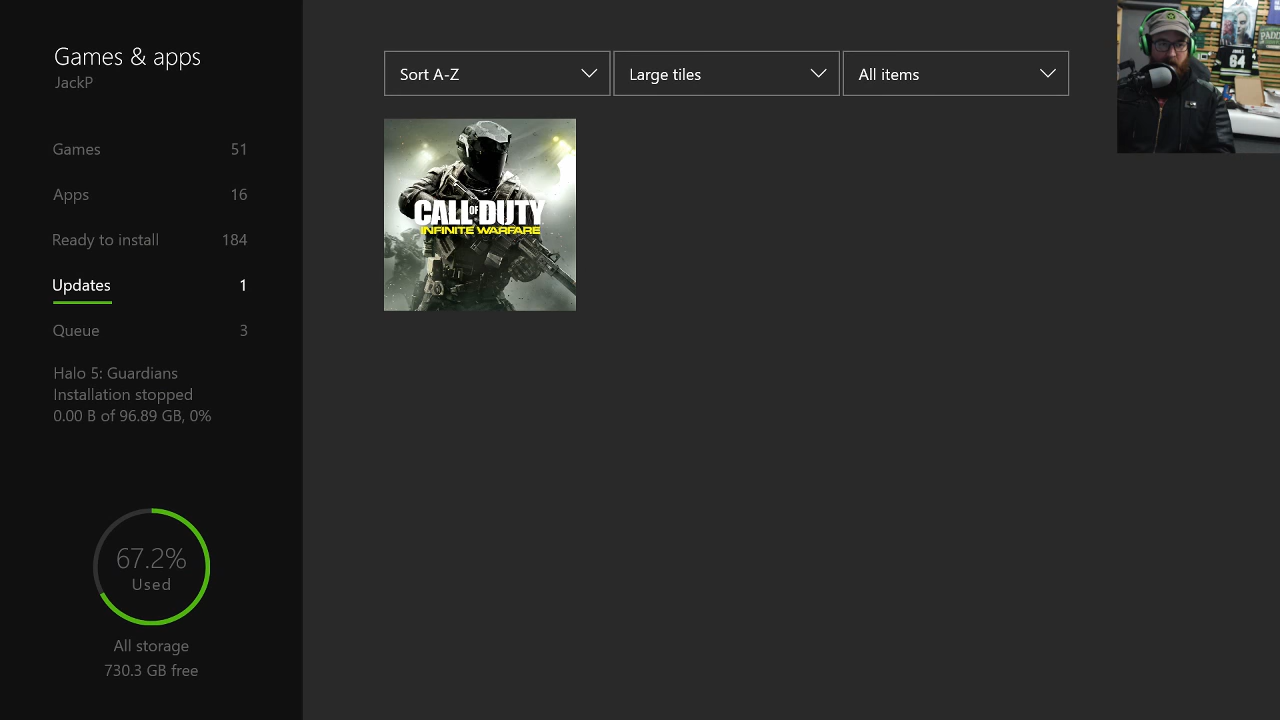 Games & apps
JackP
Games 51
Apps 16
Ready to install 184
Updates 1
Queue 3
Halo 5: Guardians
Installation stopped
0.00 B of 96.89 GB, 0%
67.2%
Used
All storage
730.3 GB free
Sort A-Z
Large tiles
All items
CALL OF DUTY
INFINITE WARFARE
64